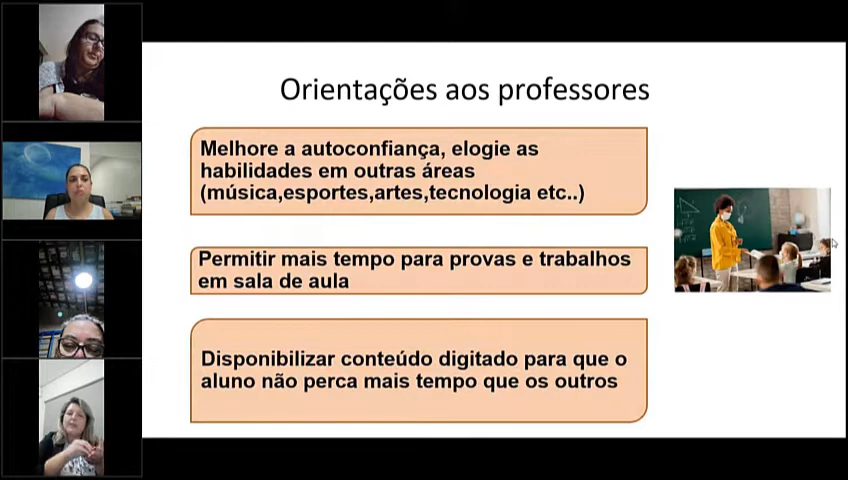 Orientações aos professores
Melhore a autoconfiança, elogie as
habilidades em outras áreas
(música,esportes,artes,tecnologia etc..)
Permitir mais tempo para provas e trabalhos
em sala de aula
Disponibilizar conteúdo digitado para que o
aluno não perca mais tempo que os outros